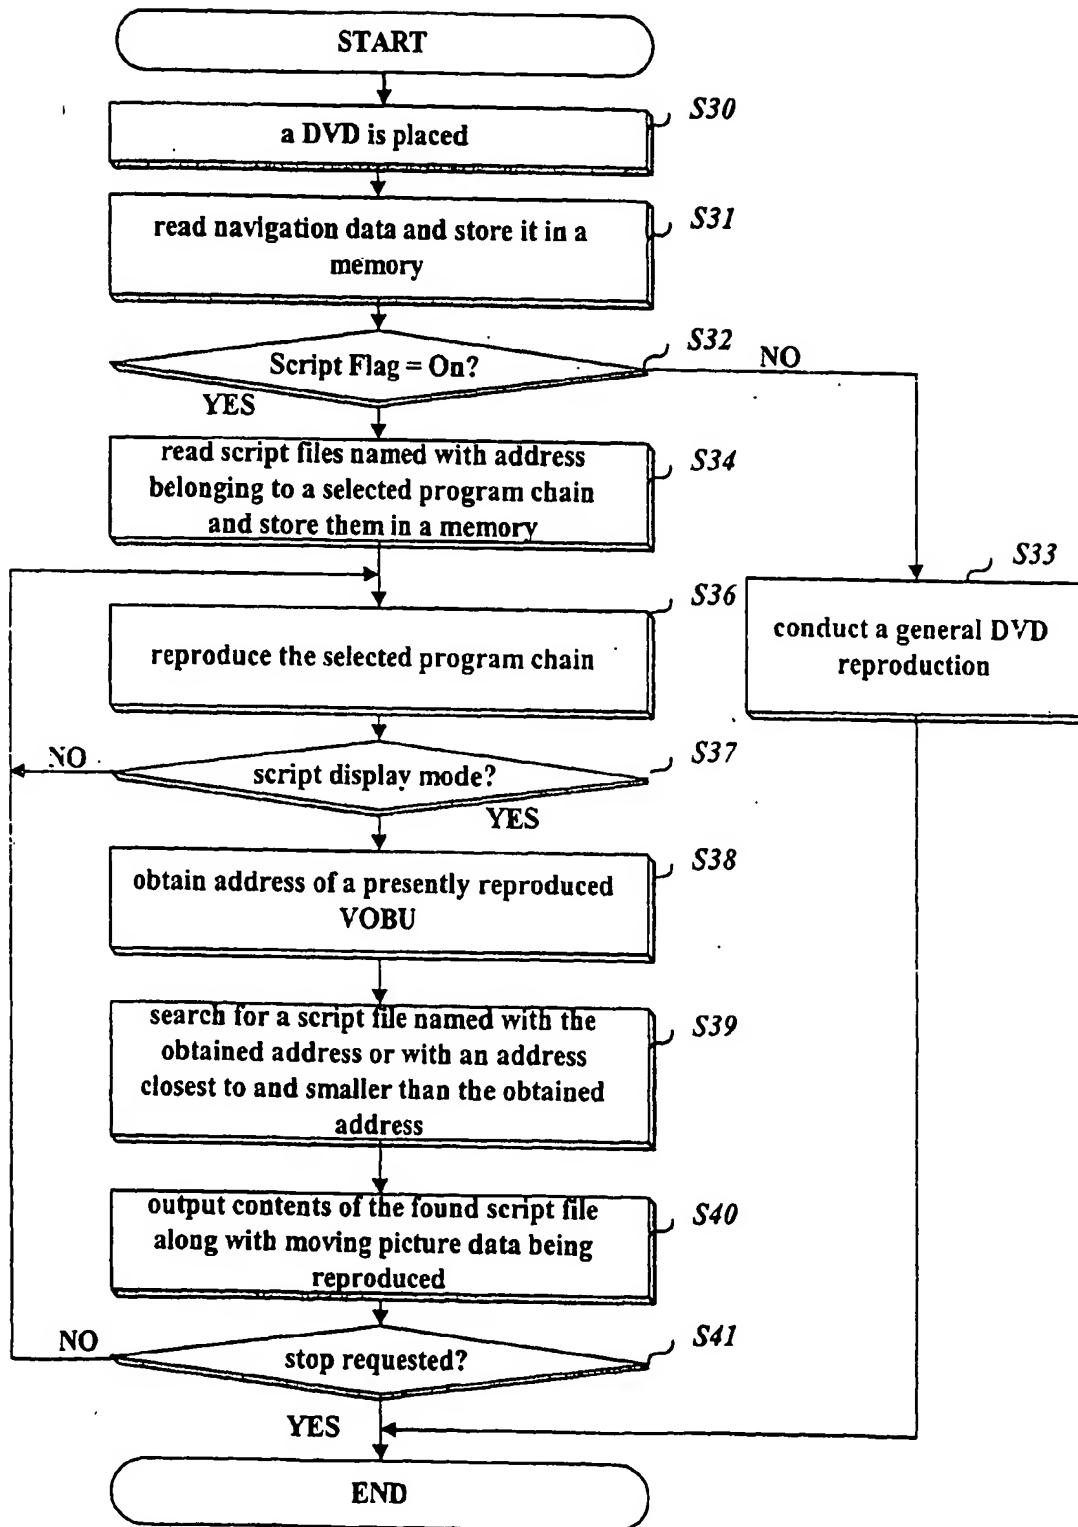 START
S30
a DVD is placed
S31
read navigation data and store it in a
memory
S32
Script Flag = On?
NO
YES
read script files named with address
belonging to a selected program chain
and store them in a memory
S34
S33
conduct a general DVD
reproduction
S36
reproduce the selected program chain
NO
script display mode?
S37
YES
S38
obtain address of a presently reproduced
VOBU
search for a script file named with the
obtained address or with an address
closest to and smaller than the obtained
address
S39
output contents of the found script file
along with moving picture data being
reproduced
S40
NO
stop requested?
S41
YES
END